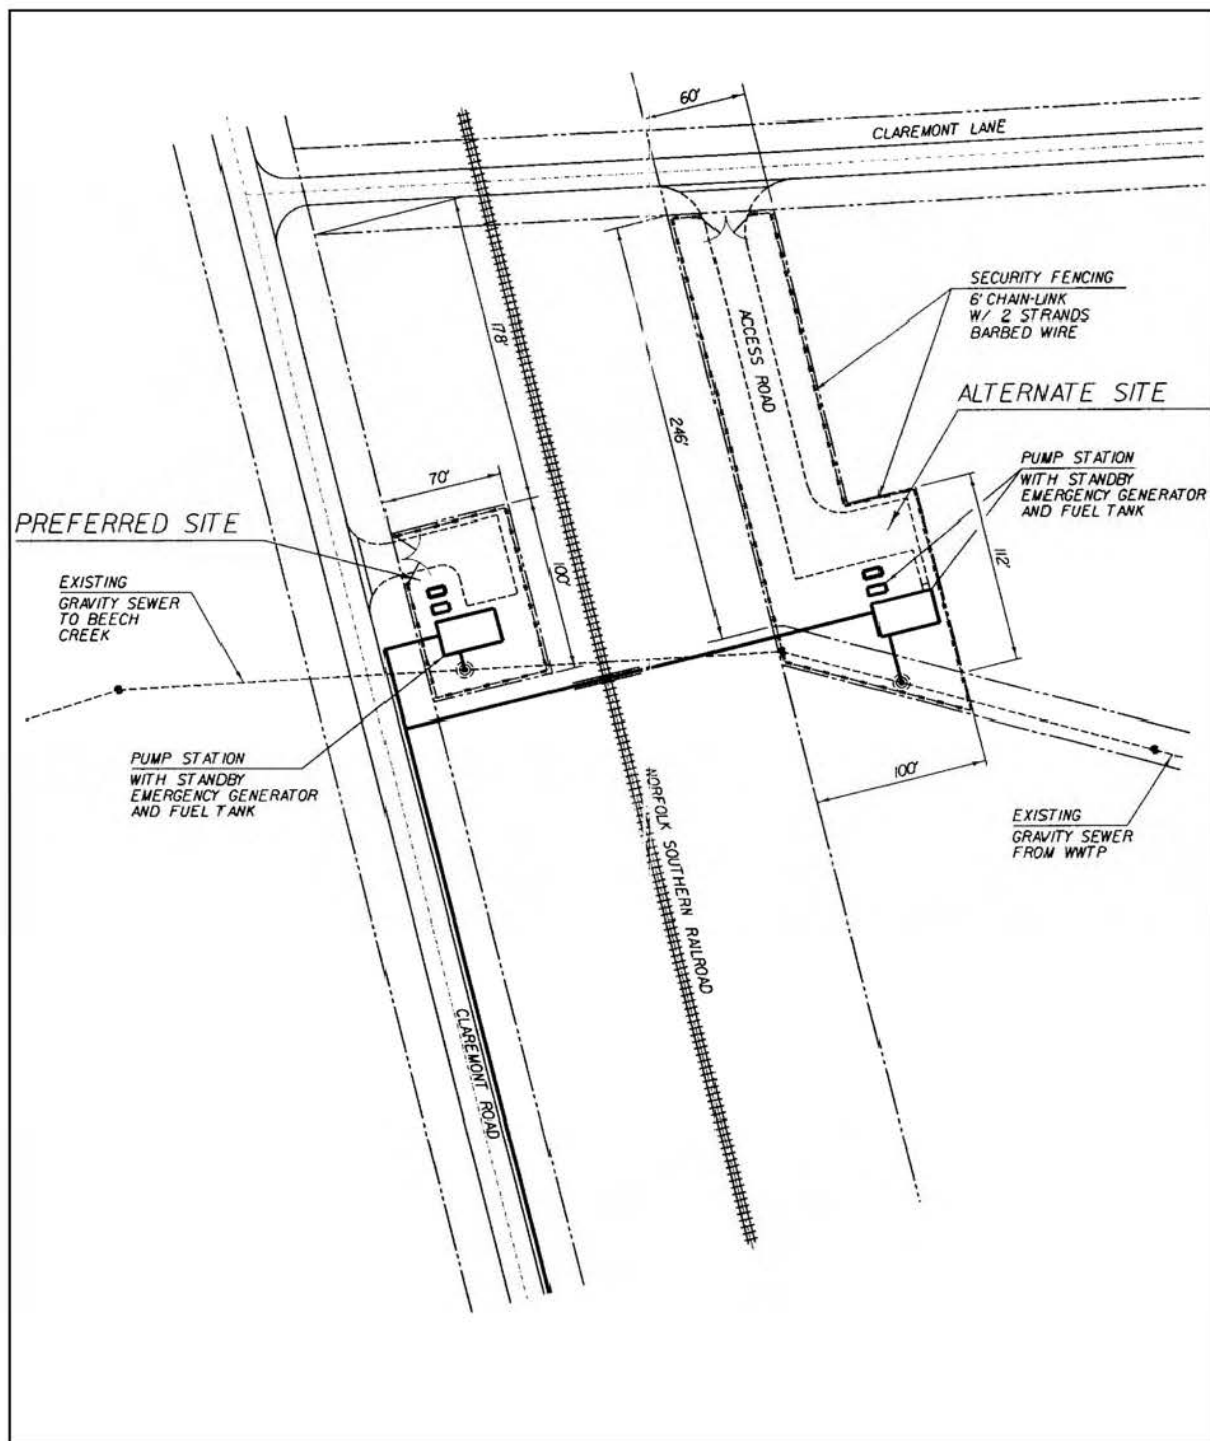 60'
CLAREMONT LANE
SECURITY FENCING
6' CHAIN-LINK
W/ 2 STRANDS
BARBED WIRE
178'
ACCESS ROAD
ALTERNATE SITE
246'
PUMP STATION
WITH STANDBY
EMERGENCY GENERATOR
AND FUEL TANK
70'
PREFERRED SITE
100'
112'
EXISTING
GRAVITY SEWER
TO BEECH
CREEK
PUMP STATION
WITH STANDBY
EMERGENCY GENERATOR
AND FUEL TANK
NORFOLK SOUTHERN RAILROAD
100'
EXISTING
GRAVITY SEWER
FROM WWTP
CLAREMONT ROAD